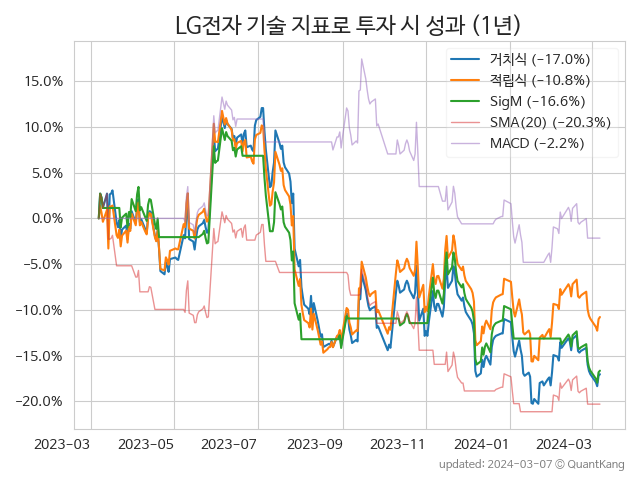 LG전자 기술 지표로 투자 시 성과 (1년)
거치식 (−17.0%)
적립식 (−10.8%)
SigM (−16.6%)
SMA(20) (−20.3%)
MACD (−2.2%)
15.0%
10.0%
5.0%
0.0%
−5.0%
−10.0%
−15.0%
−20.0%
2023-03 2023-05 2023-07 2023-09 2023-11 2024-01 2024-03
updated: 2024-03-07 © QuantKang